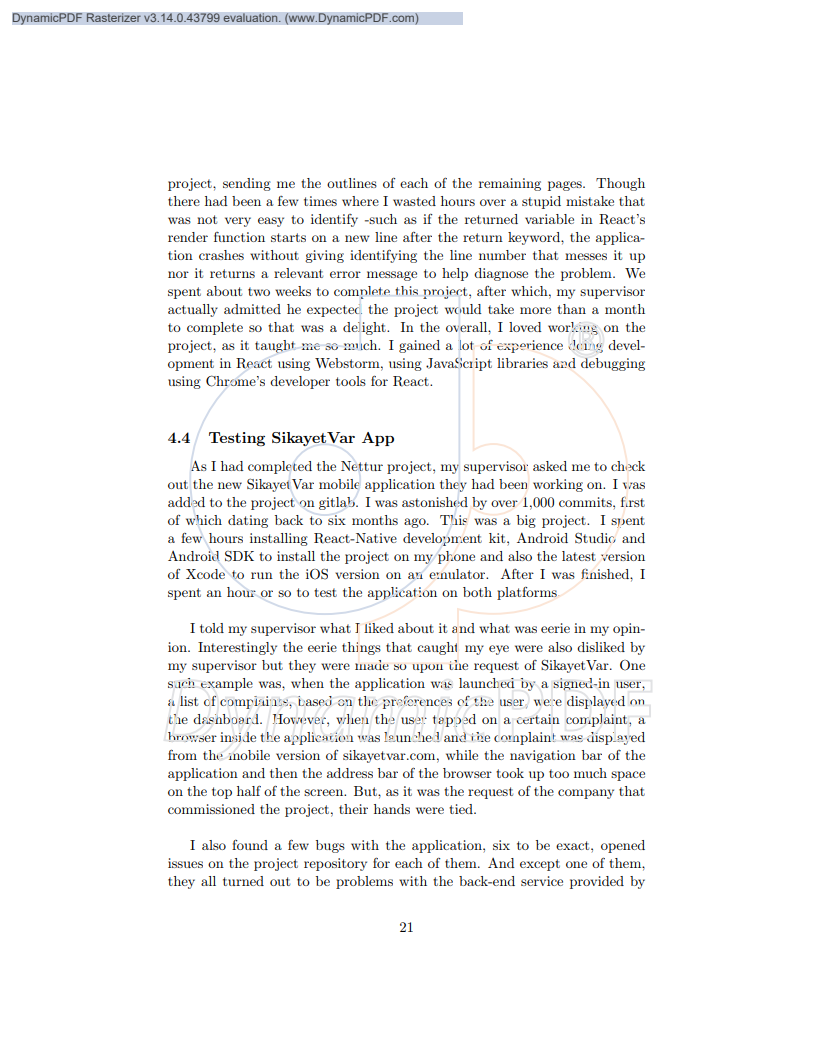 DynamicPDF Rasterizer v3.14.0.43799 evaluation. (www.DynamicPDF.com)
project, sending me the outlines of each of the remaining pages. Though
there had been a few times where I wasted hours over a stupid mistake that
was not very easy to identify -such as if the returned variable in React's
render function starts on a new line after the return keyword, the applica-
tion crashes without giving identifying the line number that messes it up
nor it returns a relevant error message to help diagnose the problem. We
spent about two weeks to complete this project, after which, my supervisor
actually admitted he expected the project would take more than a month
to complete so that was a delight. In the overall, I loved working on the
project, as it taught me so much. I gained a lot of experience doing devel-
opment in React using Webstorm, using JavaScript libraries and debugging
using Chrome's developer tools for React.
4.4 Testing SikayetVar App
As I had completed the Nettur project, my supervisor asked me to check
out the new SikayetVar mobile application they had been working on. I was
added to the project on gitlab. I was astonished by over 1,000 commits, first
of which dating back to six months ago. This was a big project. I spent
a few hours installing React-Native development kit, Android Studio and
Android SDK to install the project on my phone and also the latest version
of Xcode to run the iOS version on an emulator. After I was finished, I
spent an hour or so to test the application on both platforms
I told my supervisor what I liked about it and what was eerie in my opin-
ion. Interestingly the eerie things that caught my eye were also disliked by
my supervisor but they were made so upon the request of SikayetVar. One
such example was, when the application was launched by a signed-in user,
a list of complaints, based on the preferences of the user, were displayed on
the dashboard. However, when the user tapped on a certain complaint, a
browser inside the application was launched and the complaint was displayed
from the mobile version of sikayetvar.com, while the navigation bar of the
application and then the address bar of the browser took up too much space
on the top half of the screen. But, as it was the request of the company that
commissioned the project, their hands were tied.
I also found a few bugs with the application, six to be exact, opened
issues on the project repository for each of them. And except one of them,
they all turned out to be problems with the back-end service provided by
21
DynamicPDF